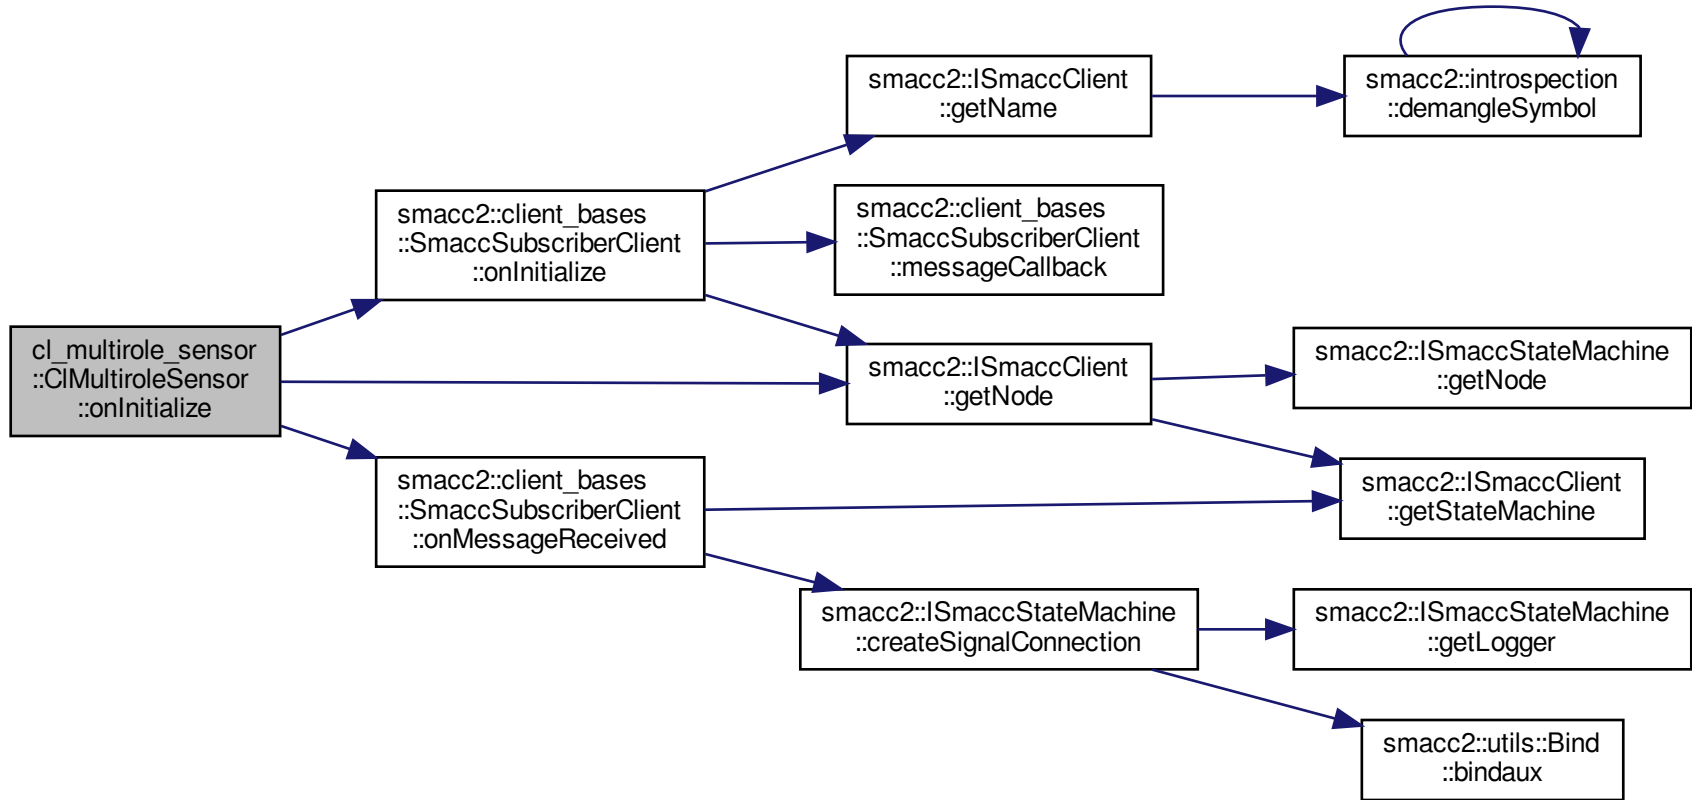 smacc2::ISmaccClient
::getName
smacc2::introspection
::demangleSymbol
smacc2::client_bases
::SmaccSubscriberClient
::onInitialize
smacc2::client_bases
::SmaccSubscriberClient
::messageCallback
cl_multirole_sensor
::ClMultiroleSensor
::onInitialize
smacc2::ISmaccClient
::getNode
smacc2::ISmaccStateMachine
::getNode
smacc2::client_bases
::SmaccSubscriberClient
::onMessageReceived
smacc2::ISmaccClient
::getStateMachine
smacc2::ISmaccStateMachine
::createSignalConnection
smacc2::ISmaccStateMachine
::getLogger
smacc2::utils::Bind
::bindaux